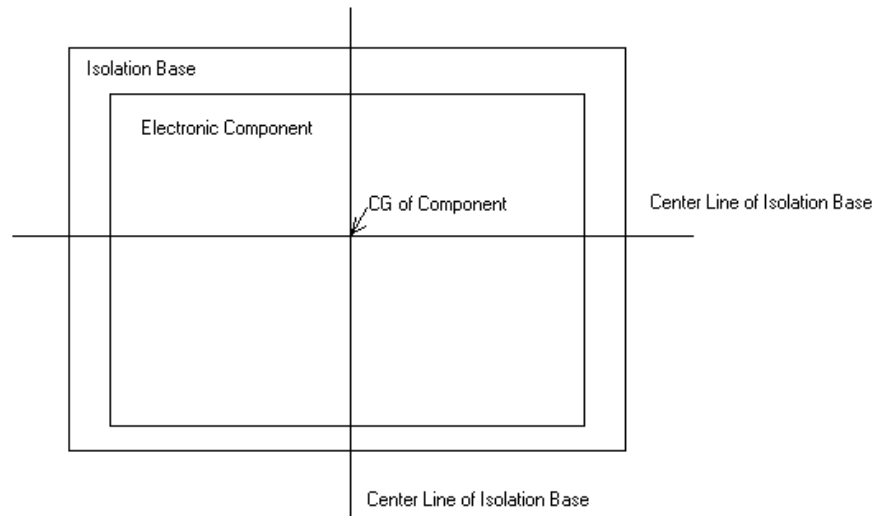 Isolation Base
Electronic Component
CG of Component
Center Line of Isolation Base
Center Line of Isolation Base